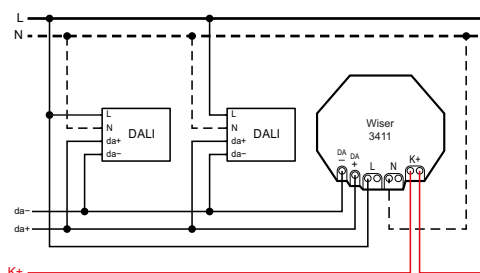 L
N
L
N
da+
da−
DALI
L
N
da+
da−
DALI
Wiser
3411
DA
−
DA
+
L
N
K+
da−
da+
K+